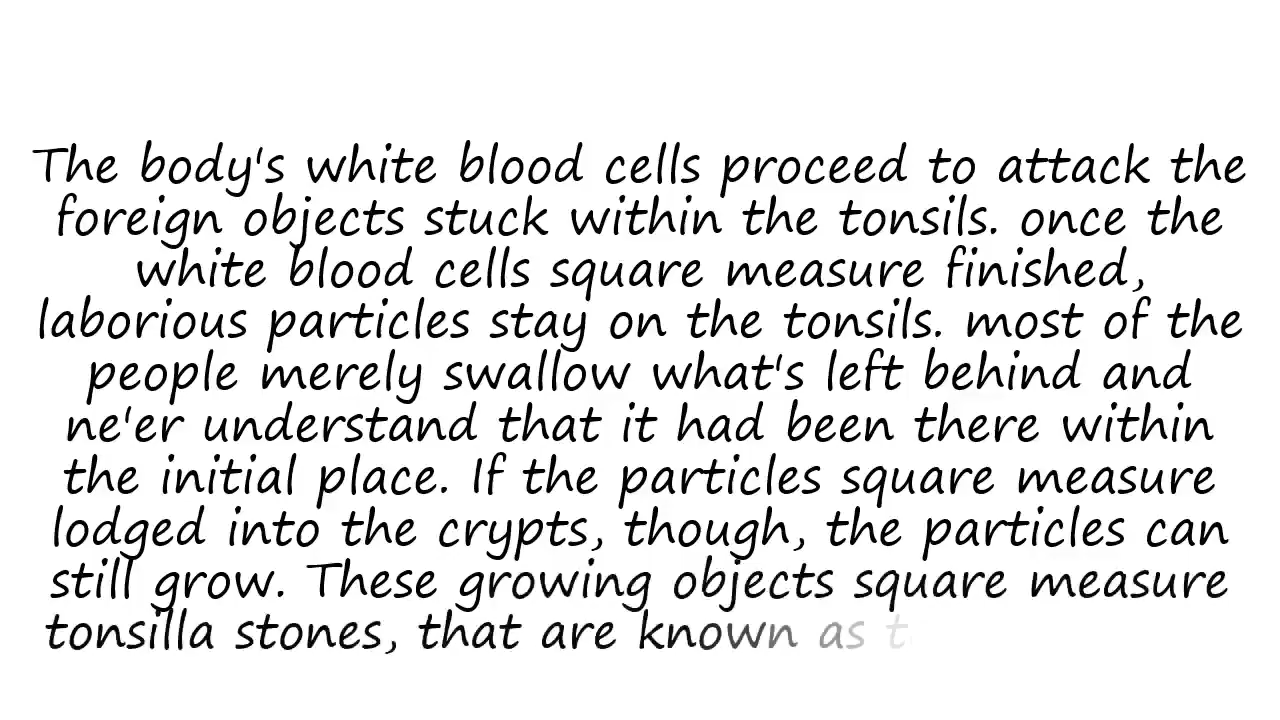 The body's white blood cells proceed to attack the
foreign objects stuck within the tonsils. once the
white blood cells square measure finished,
laborious particles stay on the tonsils. most of the
people merely swallow what's left behind and
ne'er understand that it had been there within
the initial place. If the particles square measure
lodged into the crypts, though, the particles can
still grow. These growing objects square measure
tonsilla stones, that are known as